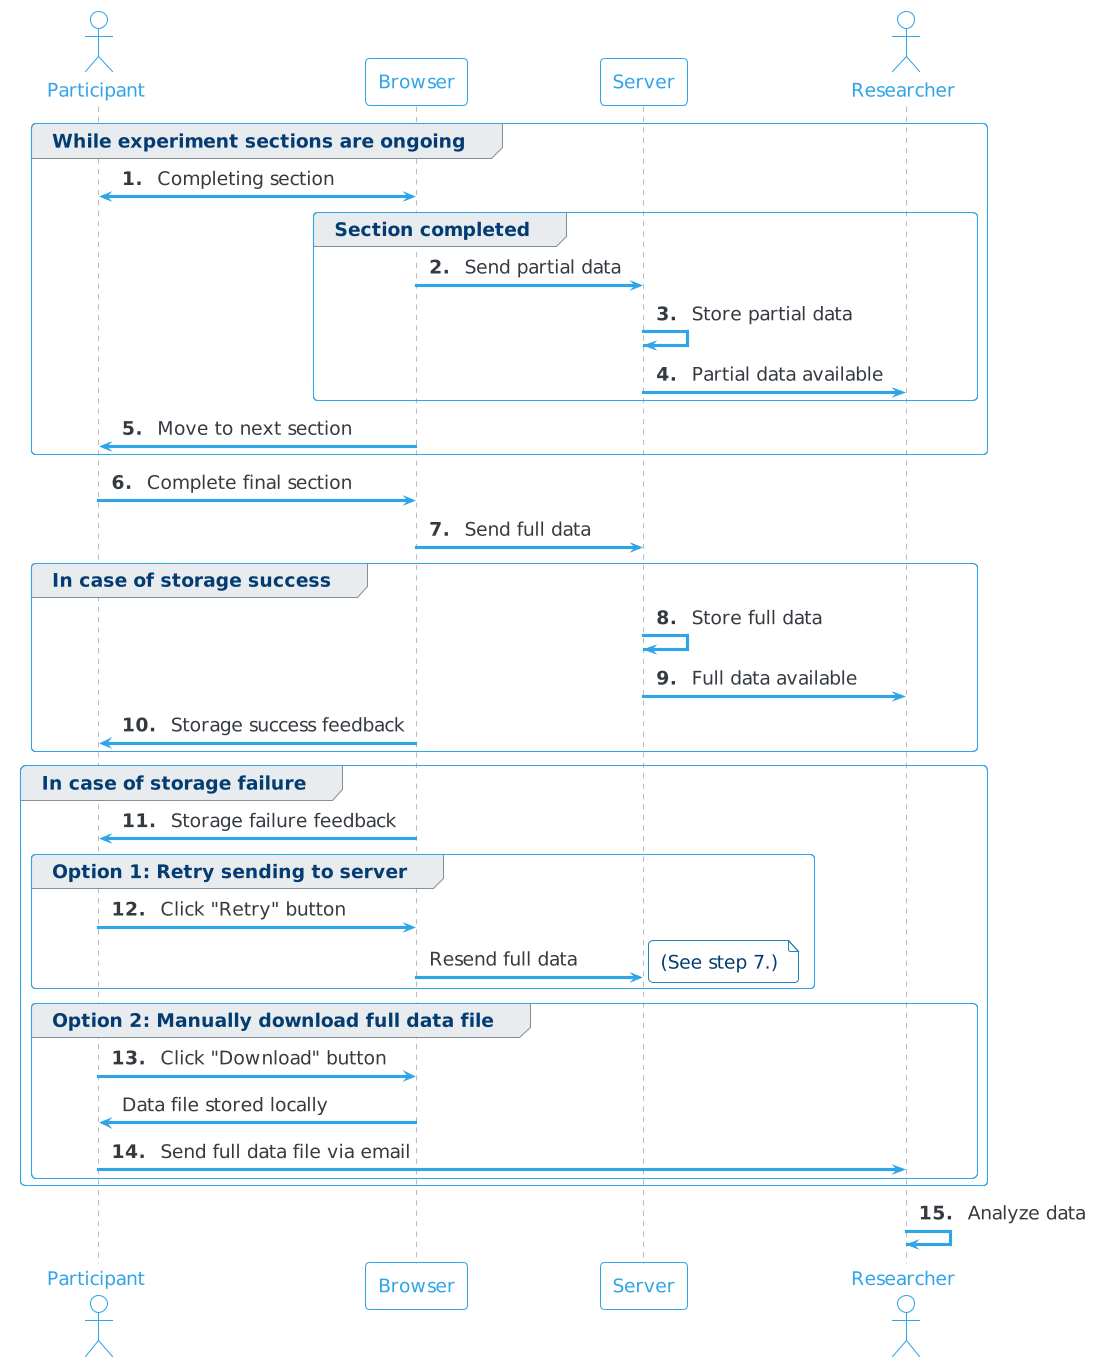 Participant
Browser
Server
Researcher
While experiment sections are ongoing
1. Completing section
Section completed
2. Send partial data
3. Store partial data
4. Partial data available
5. Move to next section
6. Complete final section
7. Send full data
In case of storage success
8. Store full data
9. Full data available
10. Storage success feedback
In case of storage failure
11. Storage failure feedback
Option 1: Retry sending to server
12. Click "Retry" button
Resend full data
(See step 7.)
Option 2: Manually download full data file
13. Click "Download" button
Data file stored locally
14. Send full data file via email
15. Analyze data
Participant
Browser
Server
Researcher